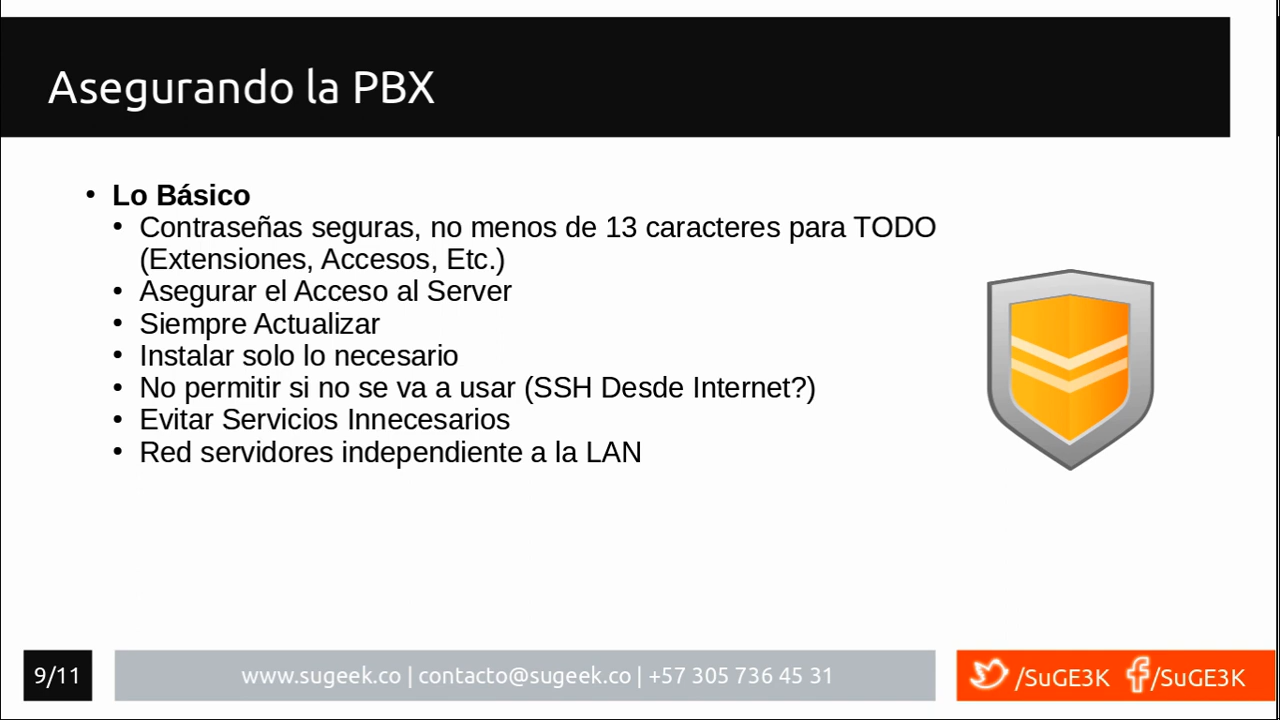 Asegurando la PBX
• Lo Básico
• Contraseñas seguras, no menos de 13 caracteres para TODO
(Extensiones, Accesos, Etc.)
• Asegurar el Acceso al Server
• Siempre Actualizar
• Instalar solo lo necesario
• No permitir si no se va a usar (SSH Desde Internet?)
• Evitar Servicios Innecesarios
• Red servidores independiente a la LAN
9/11
www.sugeek.co | contacto@sugeek.co | +57 305 736 45 31
/SuGE3K /SuGE3K